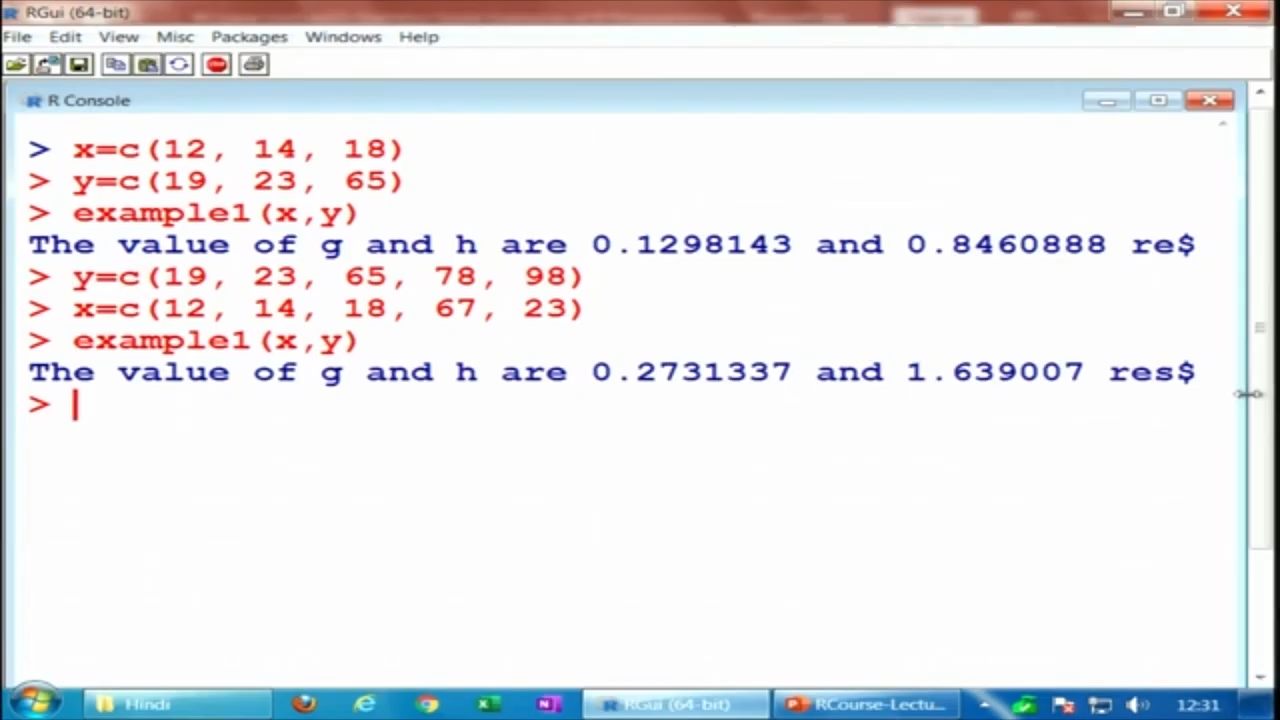 RGui (64-bit)
File Edit View Misc Packages Windows Help
R Console
> x=c(12, 14, 18)
> y=c(19, 23, 65)
> example1(x,y)
The value of g and h are 0.1298143 and 0.8460888 re$
> y=c(19, 23, 65, 78, 98)
> x=c(12, 14, 18, 67, 23)
> example1(x,y)
The value of g and h are 0.2731337 and 1.639007 res$
>
Hindi RGui (64-bit) RCourse-Lectu... 12:31